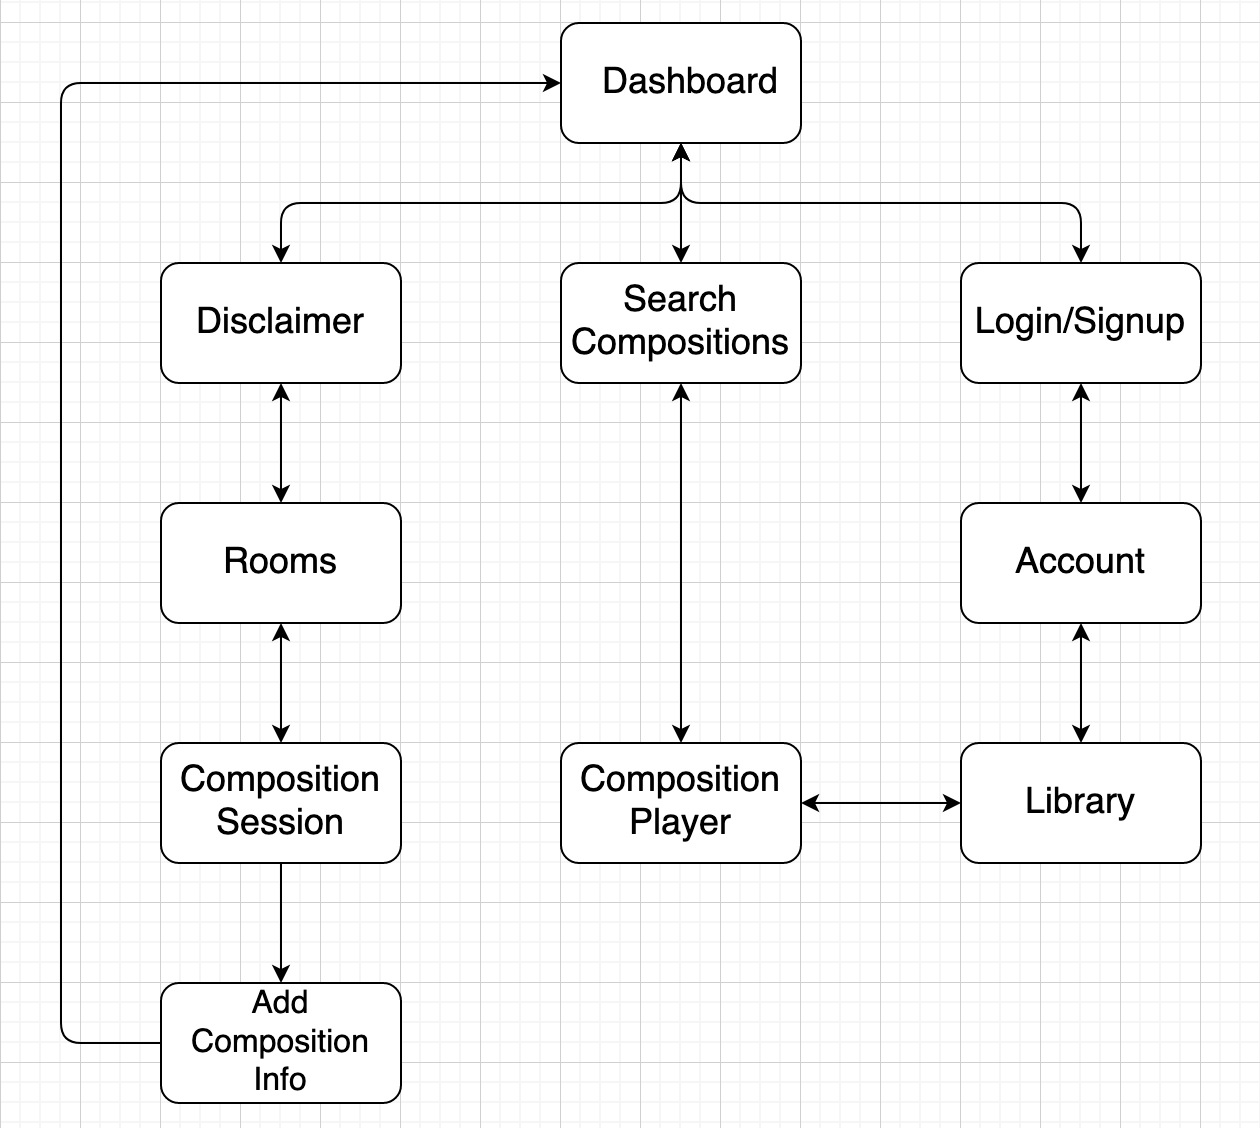 Dashboard
Disclaimer
Search
Compositions
Login/Signup
Rooms
Account
Composition
Session
Composition
Player
Library
Add
Composition
Info